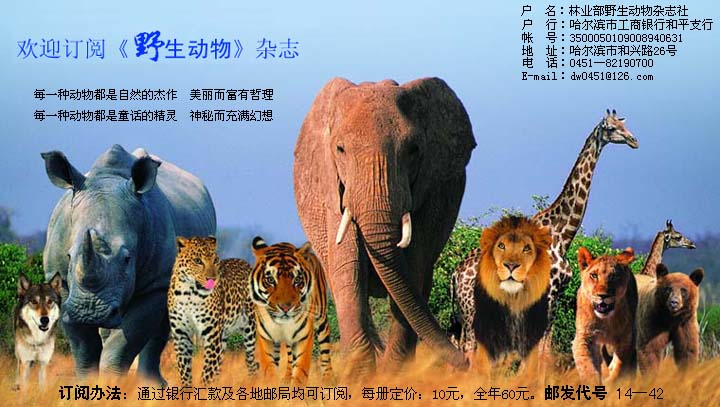 欢迎订阅《野生动物》杂志
每一种动物都是自然的杰作 美丽而富有哲理
每一种动物都是童话的精灵 神秘而充满幻想
户 名：林业部野生动物杂志社
户 行：哈尔滨市工商银行和平支行
帐 号：3500050109008940631
地 址：哈尔滨市和兴路26号
电 话：0451—82190700
E-mail：dw0451@126.com
订阅办法：通过银行汇款及各地邮局均可订阅，每册定价：10元，全年60元。邮发代号 14—42